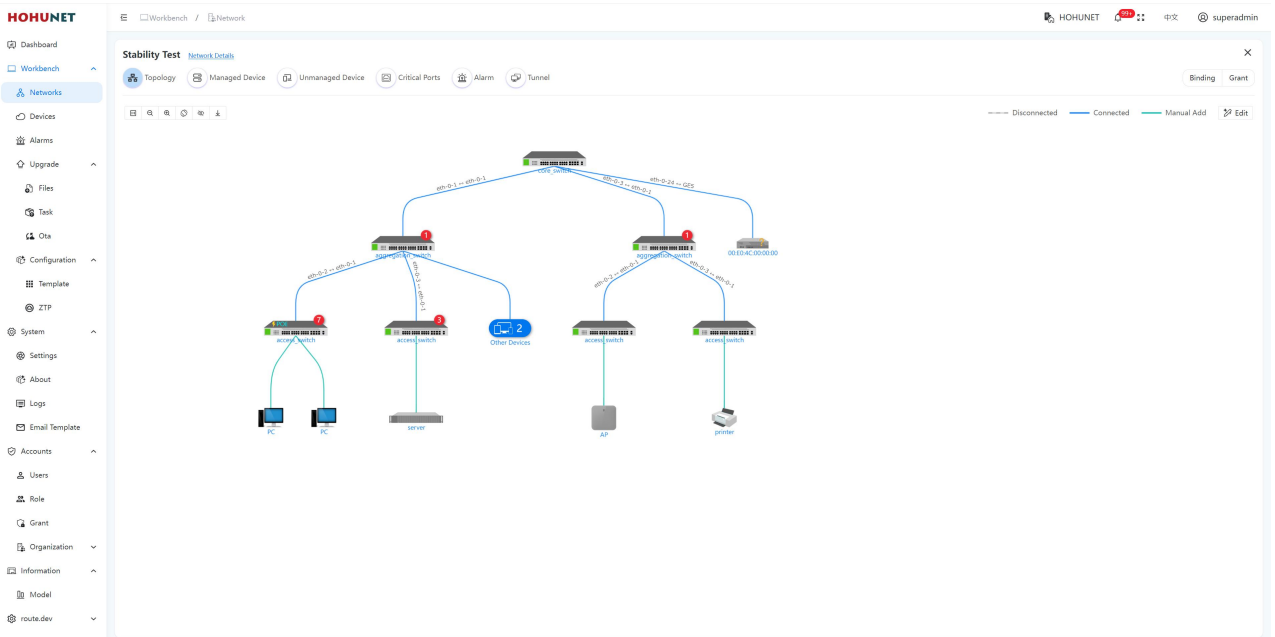 HOHUNET
Workbench / Network
HOHUNET
99+
中文
superadmin
Dashboard
Workbench
Networks
Devices
Alarms
Upgrade
Files
Task
Ota
Configuration
Template
ZTP
System
Settings
About
Logs
Email Template
Accounts
Users
Role
Grant
Organization
Information
Model
route.dev
Stability Test Network Details
Topology Managed Device Unmanaged Device Critical Ports Alarm Tunnel
Binding Grant
Disconnected Connected Manual Add Edit
core_switch
eth-0-1 ↔ eth-0-1
eth-0-3 ↔ eth-0-1
eth-0-24 ↔ GE5
1
aggregation_switch
1
aggregation_switch
00:E0:4C:00:00:00
eth-0-2 ↔ eth-0-1
eth-0-3 ↔ eth-0-1
eth-0-2 ↔ eth-0-1
eth-0-3 ↔ eth-0-1
7
access_switch
3
access_switch
2
Other Devices
access_switch
access_switch
PC
PC
server
AP
printer